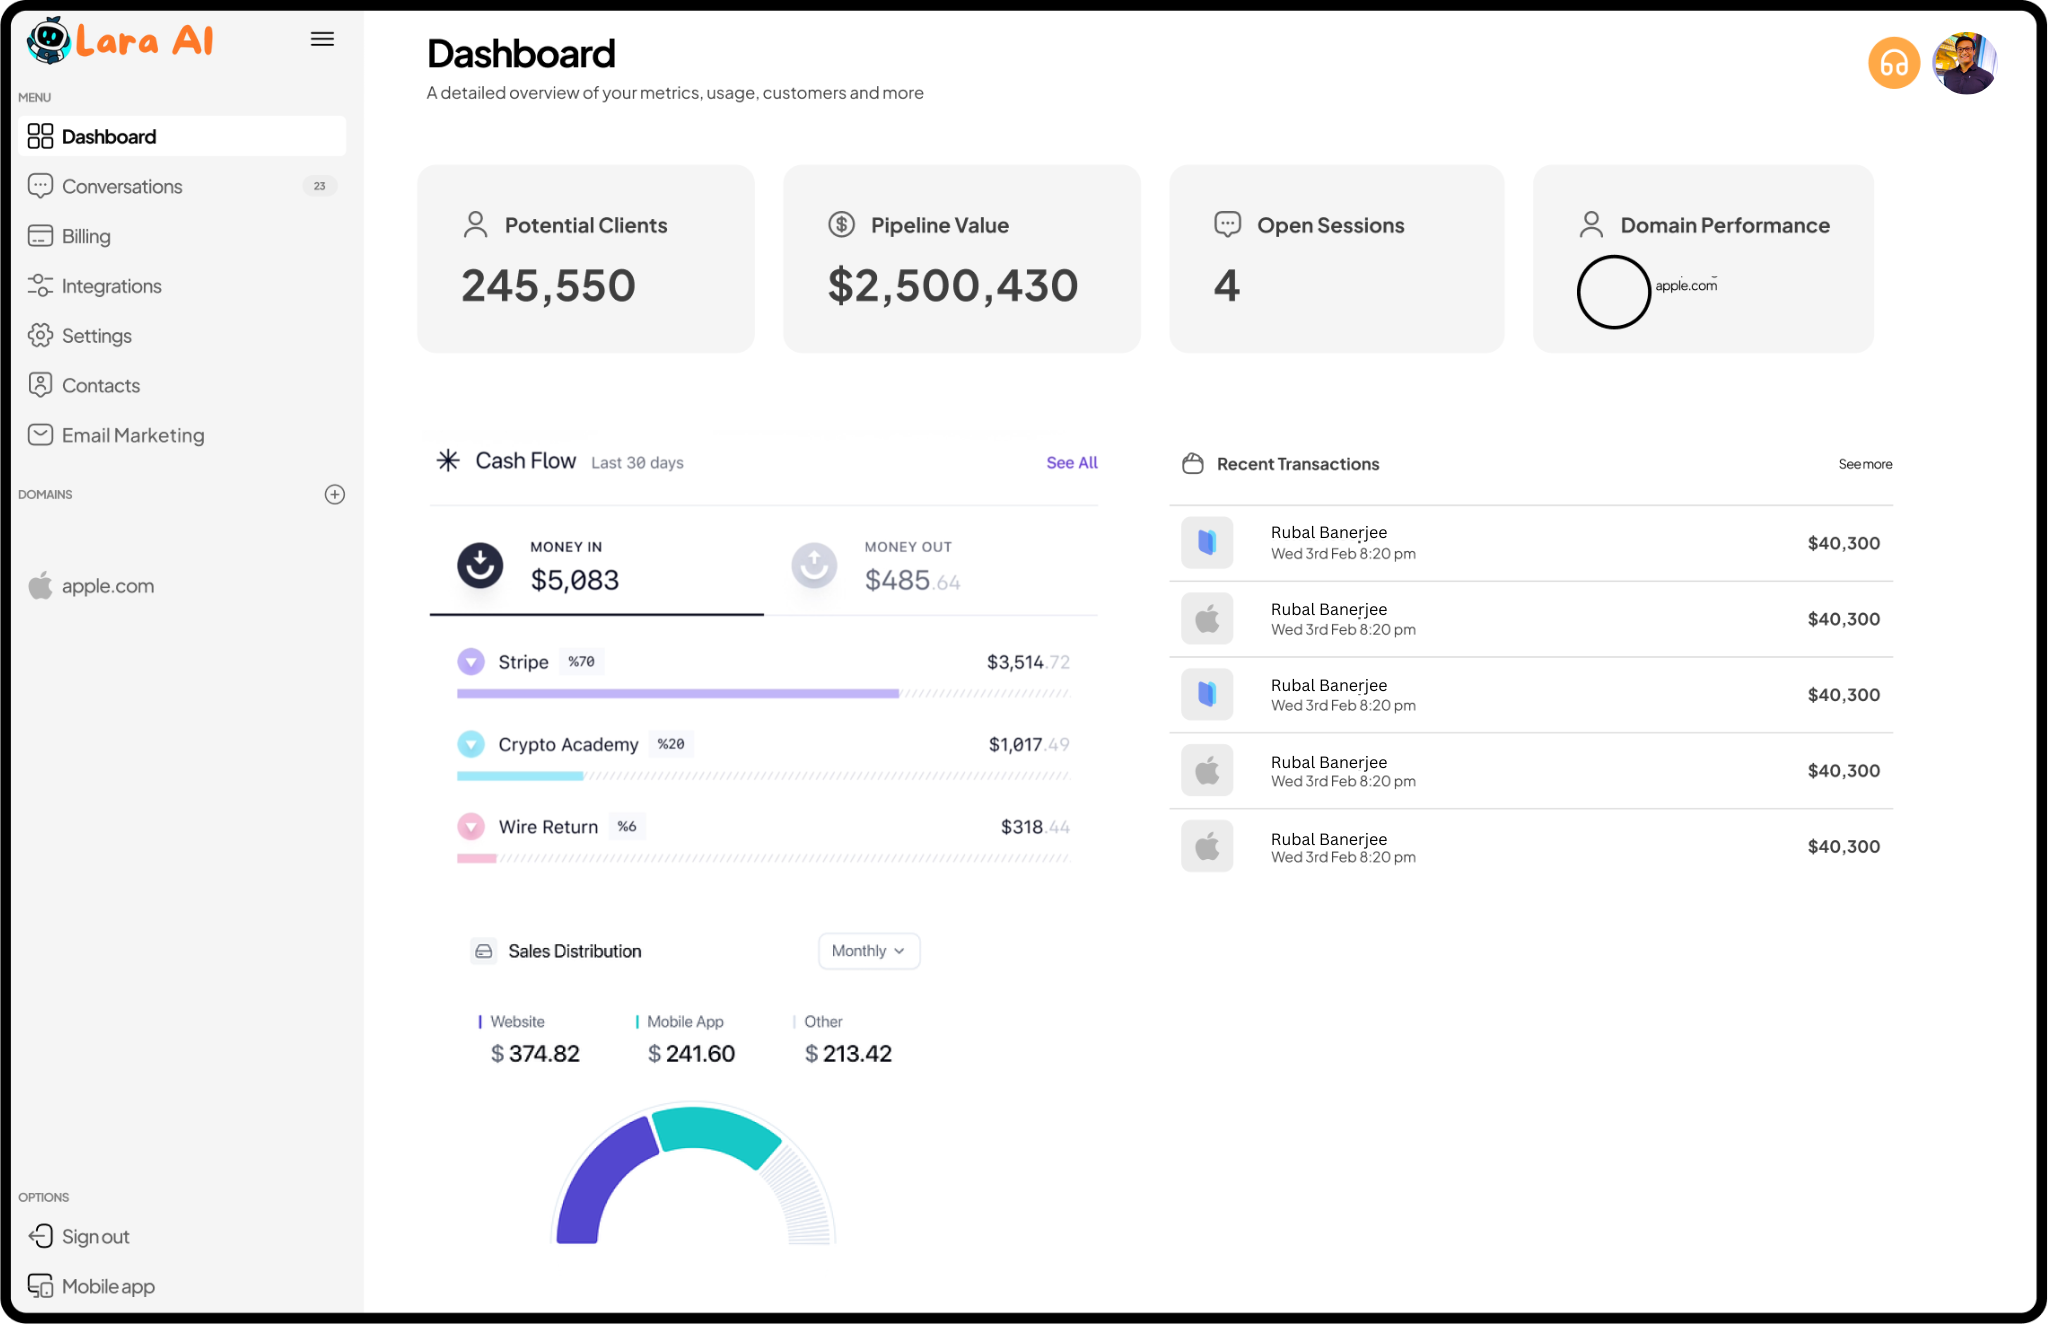 Lara AI
MENU
Dashboard
Conversations 23
Billing
Integrations
Settings
Contacts
Email Marketing
DOMAINS
apple.com
OPTIONS
Sign out
Mobile app
Dashboard
A detailed overview of your metrics, usage, customers and more
Potential Clients
245,550
Pipeline Value
$2,500,430
Open Sessions
4
Domain Performance
apple.com
Cash Flow Last 30 days See All
MONEY IN
$5,083
MONEY OUT
$485.64
Stripe %70 $3,514.72
Crypto Academy %20 $1,017.49
Wire Return %6 $318.44
Recent Transactions See more
Rubal Banerjee
Wed 3rd Feb 8:20 pm
$40,300
Rubal Banerjee
Wed 3rd Feb 8:20 pm
$40,300
Rubal Banerjee
Wed 3rd Feb 8:20 pm
$40,300
Rubal Banerjee
Wed 3rd Feb 8:20 pm
$40,300
Rubal Banerjee
Wed 3rd Feb 8:20 pm
$40,300
Sales Distribution Monthly
Website
$ 374.82
Mobile App
$ 241.60
Other
$ 213.42